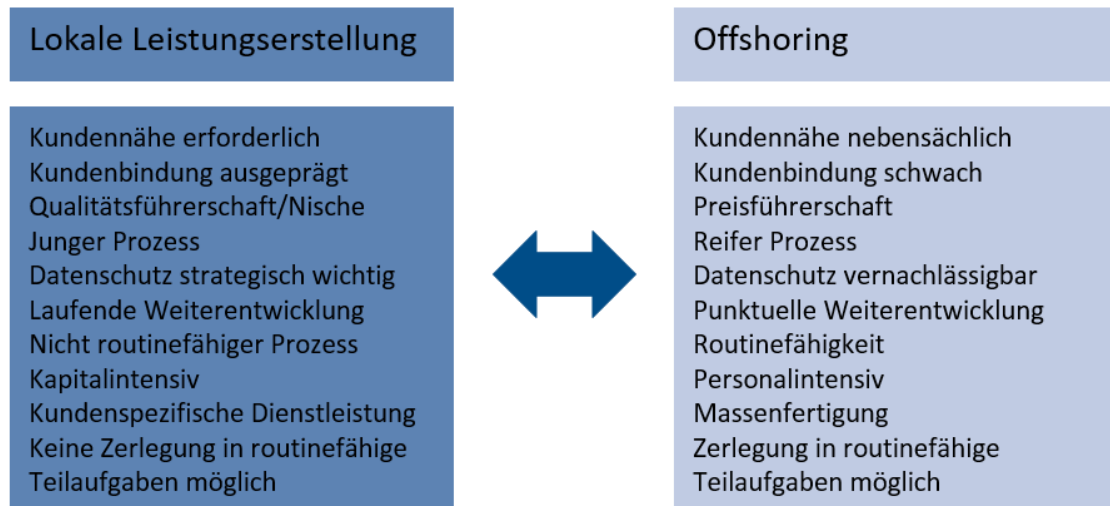 Lokale Leistungserstellung
Kundennähe erforderlich
Kundenbindung ausgeprägt
Qualitätsführerschaft/Nische
Junger Prozess
Datenschutz strategisch wichtig
Laufende Weiterentwicklung
Nicht routinefähiger Prozess
Kapitalintensiv
Kundenspezifische Dienstleistung
Keine Zerlegung in routinefähige
Teilaufgaben möglich
Offshoring
Kundennähe nebensächlich
Kundenbindung schwach
Preisführerschaft
Reifer Prozess
Datenschutz vernachlässigbar
Punktuelle Weiterentwicklung
Routinefähigkeit
Personalintensiv
Massenfertigung
Zerlegung in routinefähige
Teilaufgaben möglich